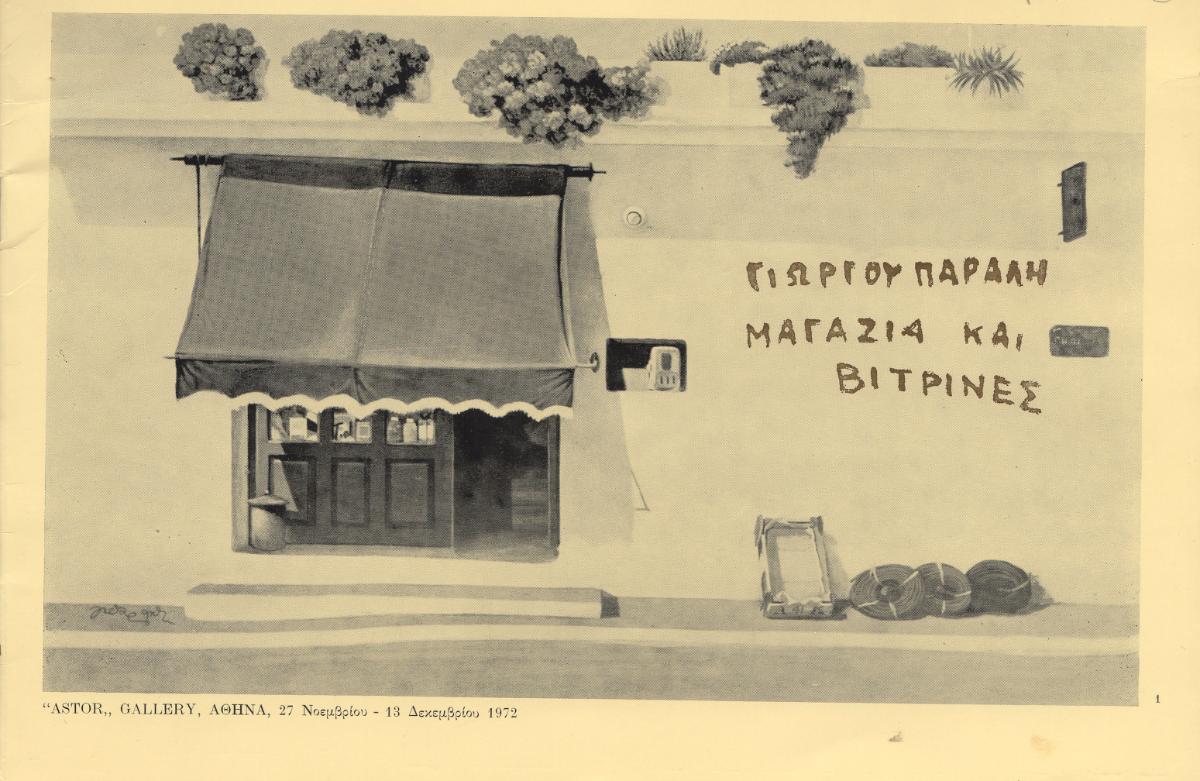 ΓΙΩΡΓΟΥ ΠΑΡΑΛΗ
ΜΑΓΑΖΙΑ ΚΑΙ
ΒΙΤΡΙΝΕΣ
“ASTOR„ GALLERY, ΑΘΗΝΑ, 27 Νοεμβρίου - 13 Δεκεμβρίου 1972
1